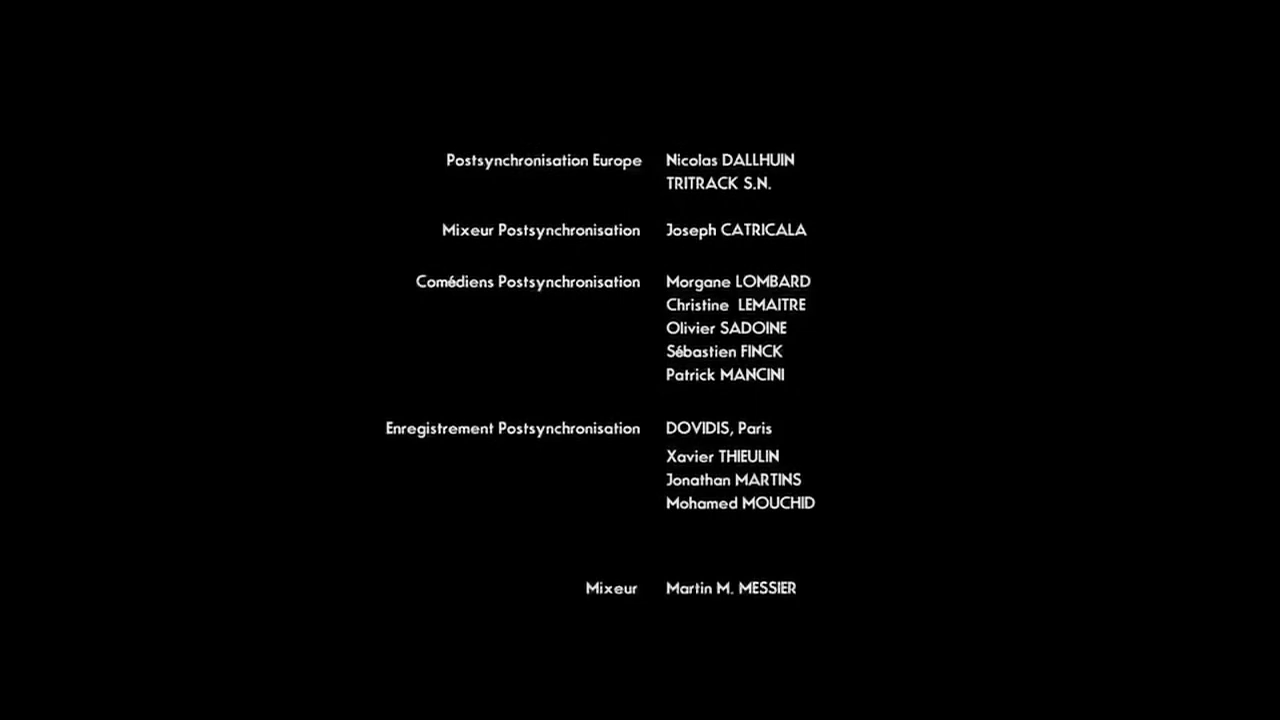 Postsynchronisation Europe Nicolas DALLHUIN
TRITRACK S.N.
Mixeur Postsynchronisation Joseph CATRICALA
Comédiens Postsynchronisation Morgane LOMBARD
Christine LEMAITRE
Olivier SADOINE
Sébastien FINCK
Patrick MANCINI
Enregistrement Postsynchronisation DOVIDIS, Paris
Xavier THIEULIN
Jonathan MARTINS
Mohamed MOUCHID
Mixeur Martin M. MESSIER